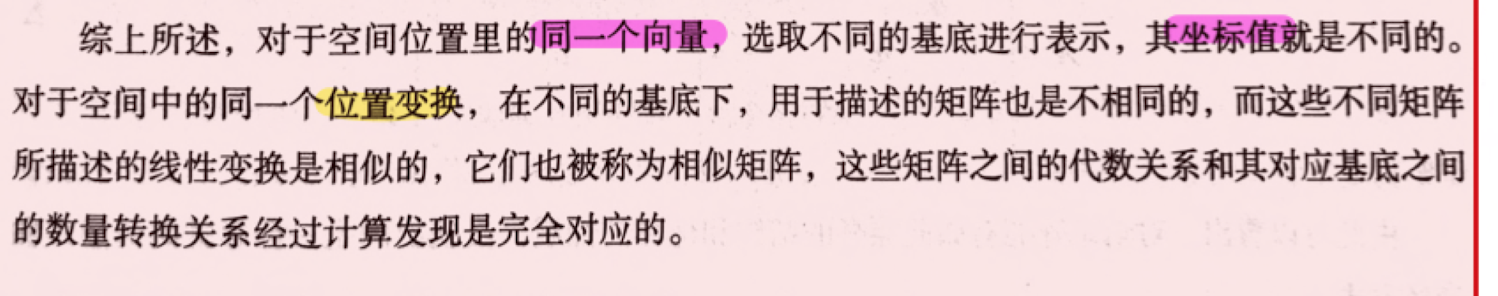 综上所述，对于空间位置里的同一个向量，选取不同的基底进行表示，其坐标值就是不同的。
对于空间中的同一个位置变换，在不同的基底下，用于描述的矩阵也是不相同的，而这些不同矩阵
所描述的线性变换是相似的，它们也被称为相似矩阵，这些矩阵之间的代数关系和其对应基底之间
的数量转换关系经过计算发现是完全对应的。